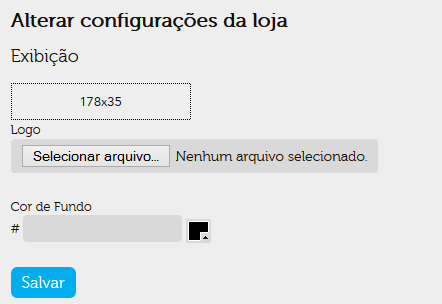 Alterar configurações da loja
Exibição
178x35
Logo
Selecionar arquivo... Nenhum arquivo selecionado.
Cor de Fundo
#
Salvar